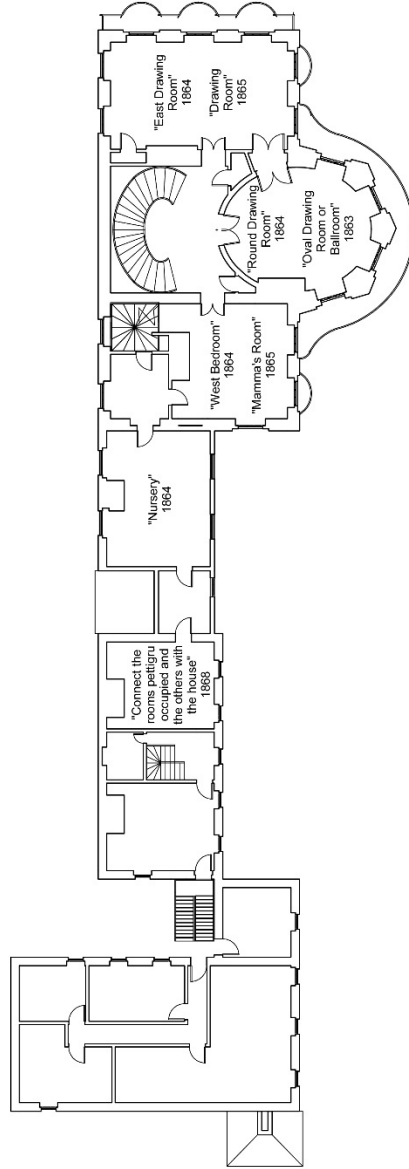 "East Drawing
Room"
1864
"Drawing
Room"
1865
"Round Drawing
Room"
1864
"Oval Drawing
Room or
Ballroom"
1863
"West Bedroom"
1864
"Mamma's Room"
1865
"Nursery"
1864
"Connect the
rooms pettigru
occupied and
the others with
the house"
1868